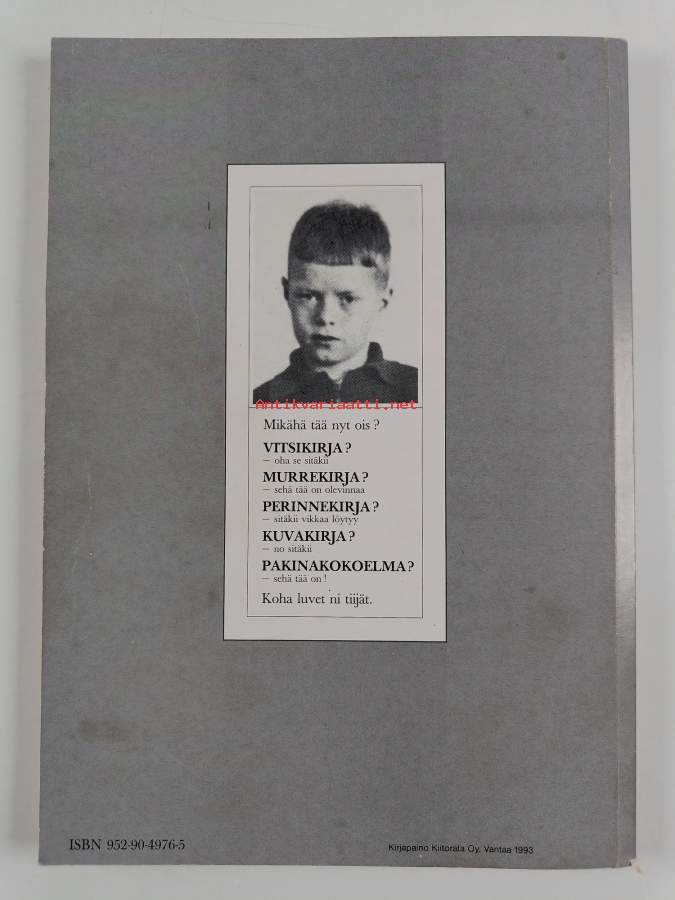 Antikvariaatti.net
Mikähä tää nyt ois ?
VITSIKIRJA ?
– oha se sitäkii
MURREKIRJA ?
– sehä tää on olevinnaa
PERINNEKIRJA ?
– sitäkii vikkaa löytyy
KUVAKIRJA ?
– no sitäkii
PAKINAKOKOELMA ?
– sehä tää on !
Koha luvet ni tiijät.
ISBN 952-90-4976-5
Kirjapaino Kiitorata Oy, Vantaa 1993